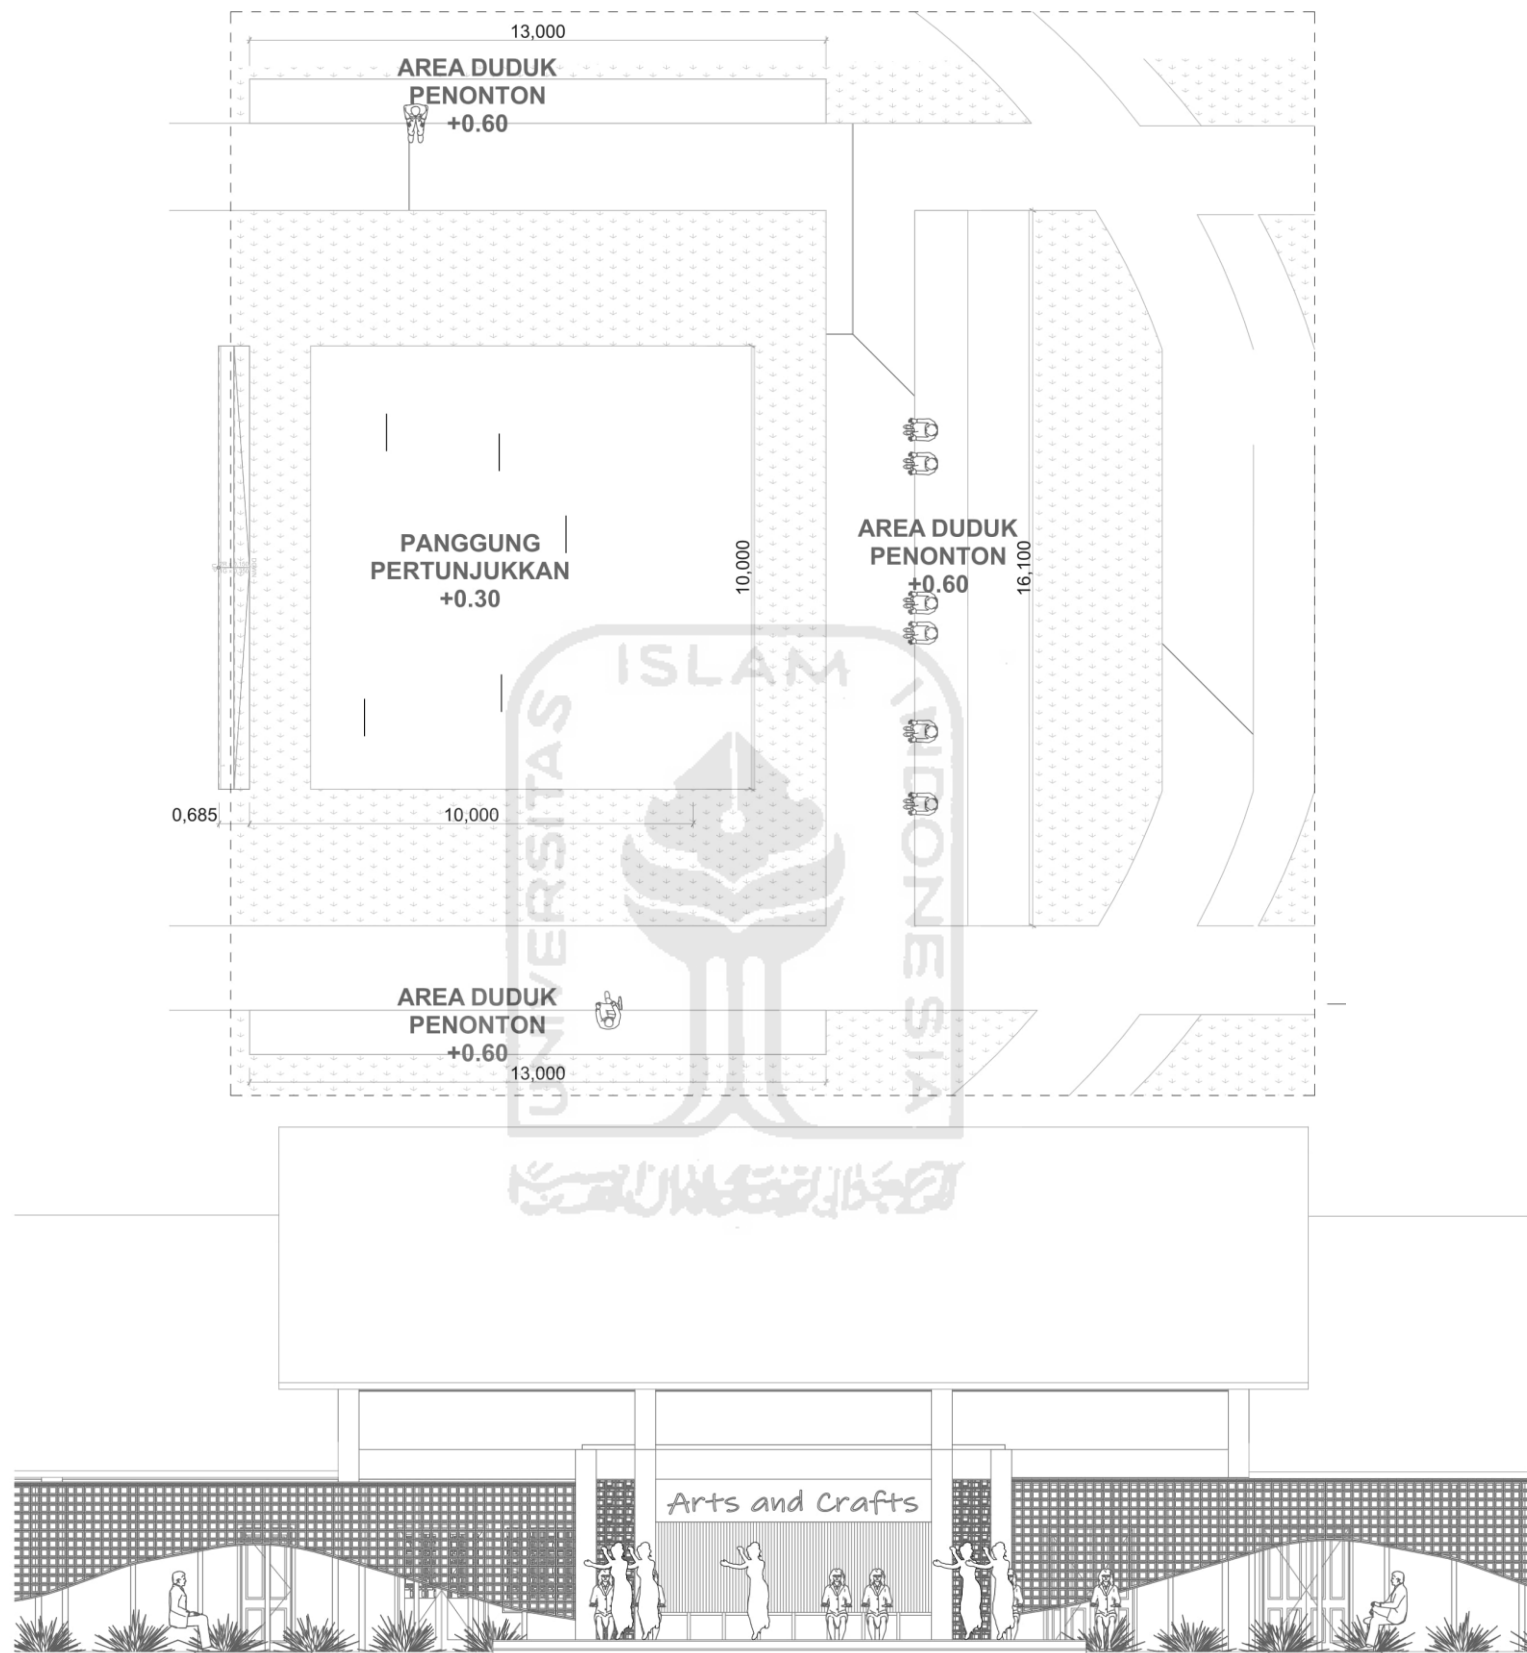 13,000
AREA DUDUK
PENONTON
+0.60
PANGGUNG
PERTUNJUKKAN
+0.30
10,000
AREA DUDUK
PENONTON
+0.60
16,100
0,685
10,000
ISLAM
UNIVERSITAS
INDONESIA
AREA DUDUK
PENONTON
+0.60
13,000
Arts and Crafts